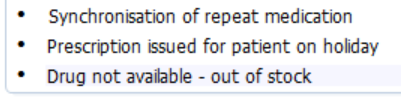 • Synchronisation of repeat medication
• Prescription issued for patient on holiday
• Drug not available - out of stock